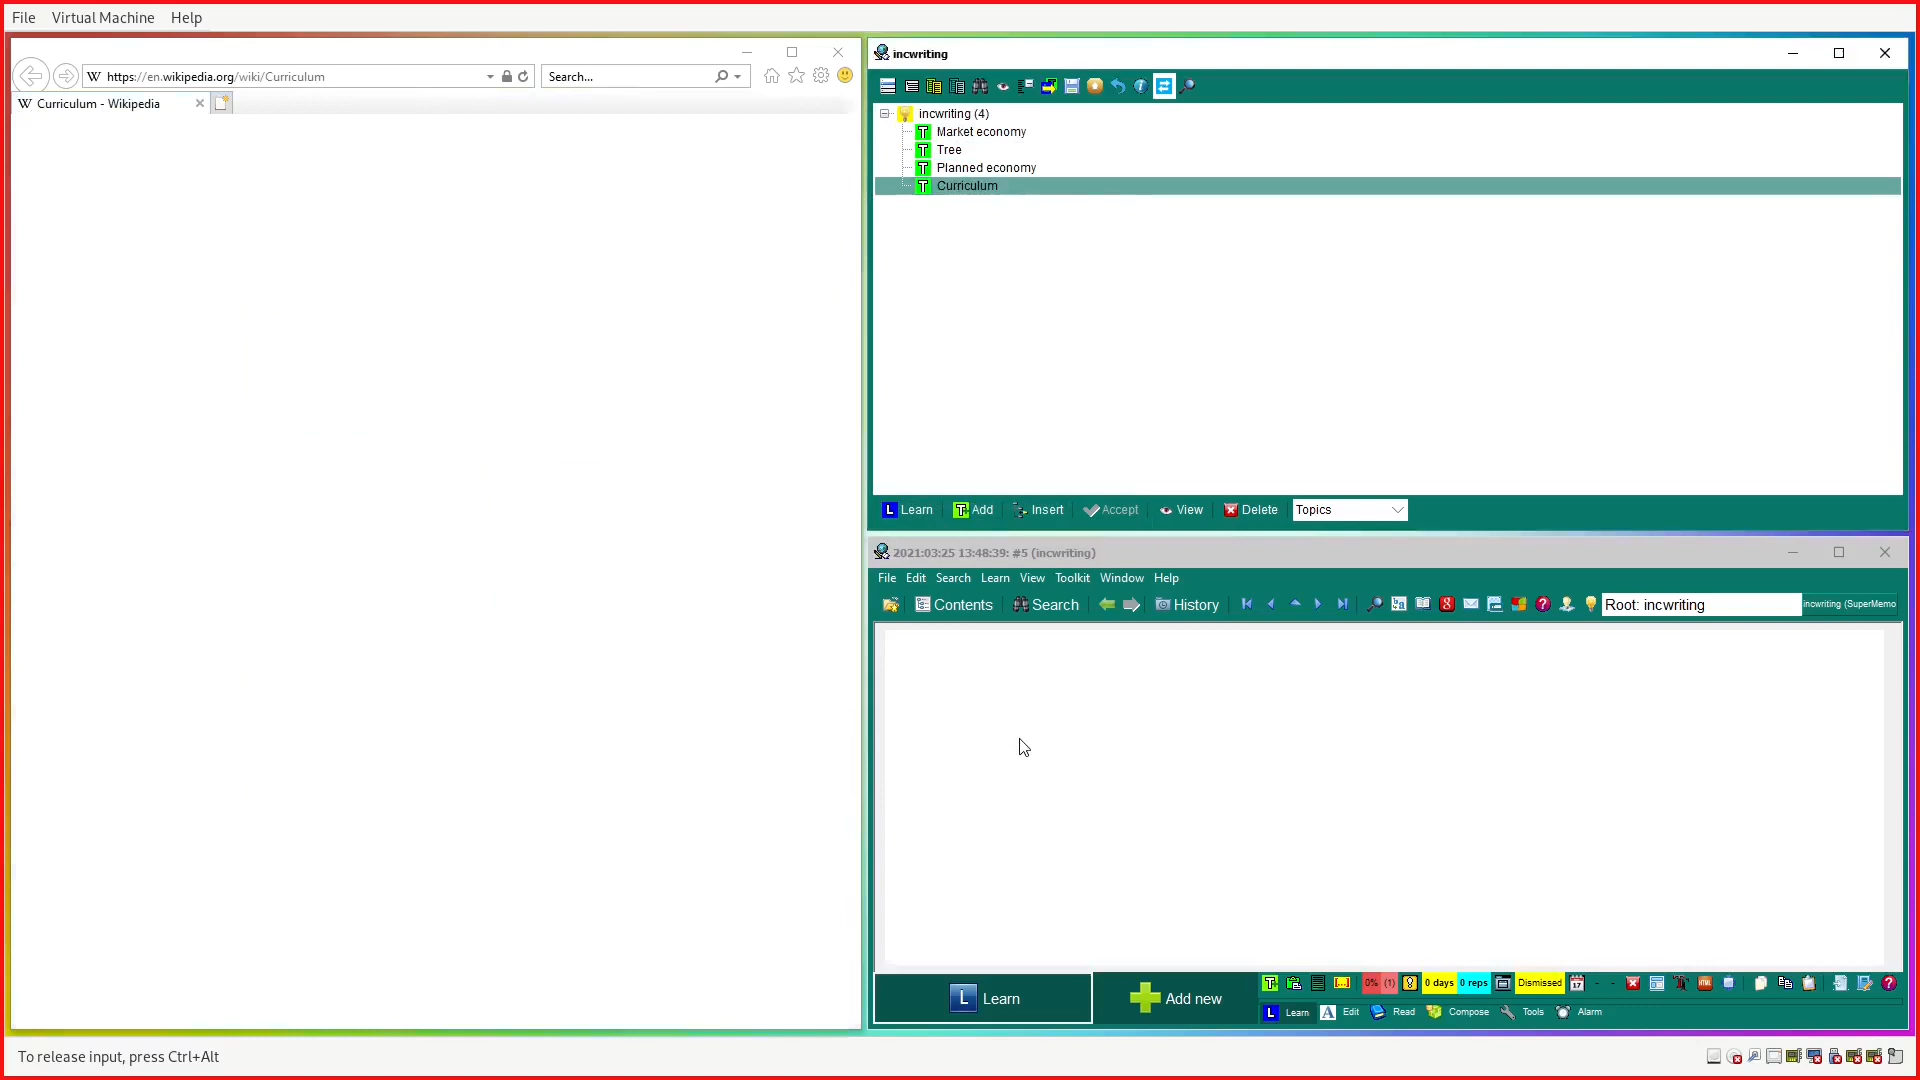 File Virtual Machine Help
https://en.wikipedia.org/wiki/Curriculum
Search...
W Curriculum - Wikipedia
incwriting
incwriting (4)
T Market economy
T Tree
T Planned economy
T Curriculum
L Learn
T Add
Insert
Accept
View
Delete
Topics
2021:03:25 13:48:39: #5 (incwriting)
File Edit Search Learn View Toolkit Window Help
Contents
Search
History
Root: incwriting
incwriting (SuperMemo
L Learn
Add new
0% (1)
0 days
0 reps
Dismissed
17
L Learn
A Edit
Read
Compose
Tools
Alarm
To release input, press Ctrl+Alt